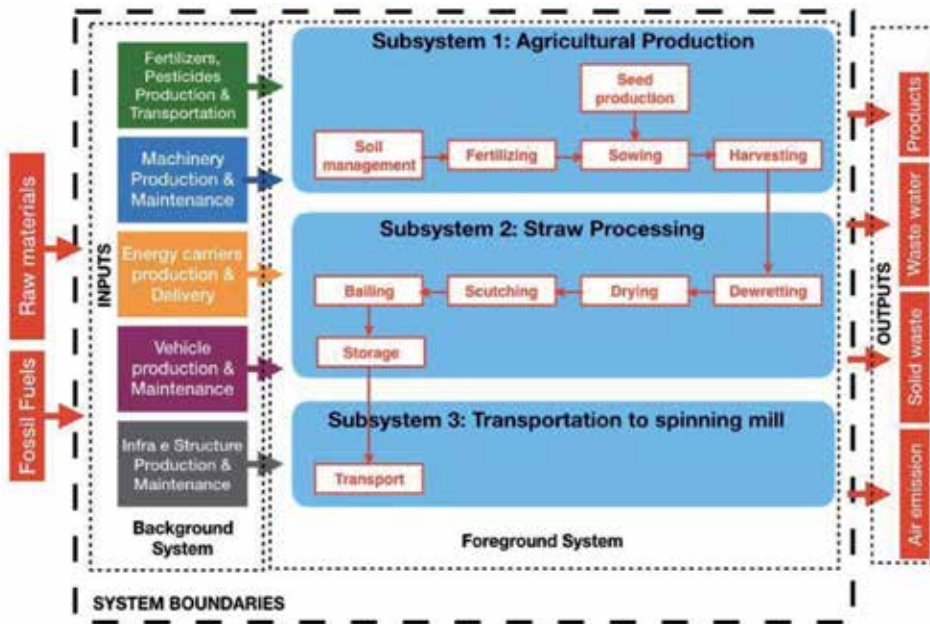 Raw materials
Fossil Fuels
INPUTS
Fertilizers,
Pesticides
Production &
Transportation
Machinery
Production &
Maintenance
Energy carriers
production &
Delivery
Vehicle
production &
Maintenance
Infra e Structure
Production &
Maintenance
Background
System
Subsystem 1: Agricultural Production
Seed
production
Soil
management
Fertilizing
Sowing
Harvesting
Subsystem 2: Straw Processing
Bailing
Scutching
Drying
Dewretting
Storage
Subsystem 3: Transportation to spinning mill
Transport
Foreground System
SYSTEM BOUNDARIES
OUTPUTS
Products
Waste water
Solid waste
Air emission